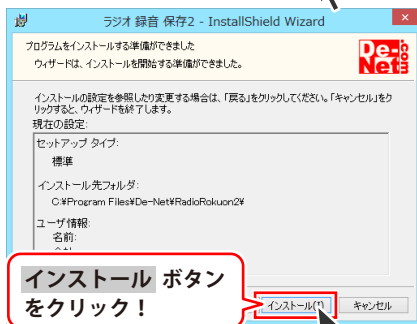 ラジオ 録音 保存2 - InstallShield Wizard
プログラムをインストールする準備ができました
ウィザードは、インストールを開始する準備ができました。
De-Net.com
インストールの設定を参照したり変更する場合は、「戻る」をクリックしてください。「キャンセル」をク
リックすると、ウィザードを終了します。
現在の設定:
セットアップ タイプ:
標準
インストール先フォルダ:
C:¥Program Files¥De-Net¥RadioRokuon2¥
ユーザ情報:
名前:
インストール ボタン
をクリック！
インストール(I)
キャンセル